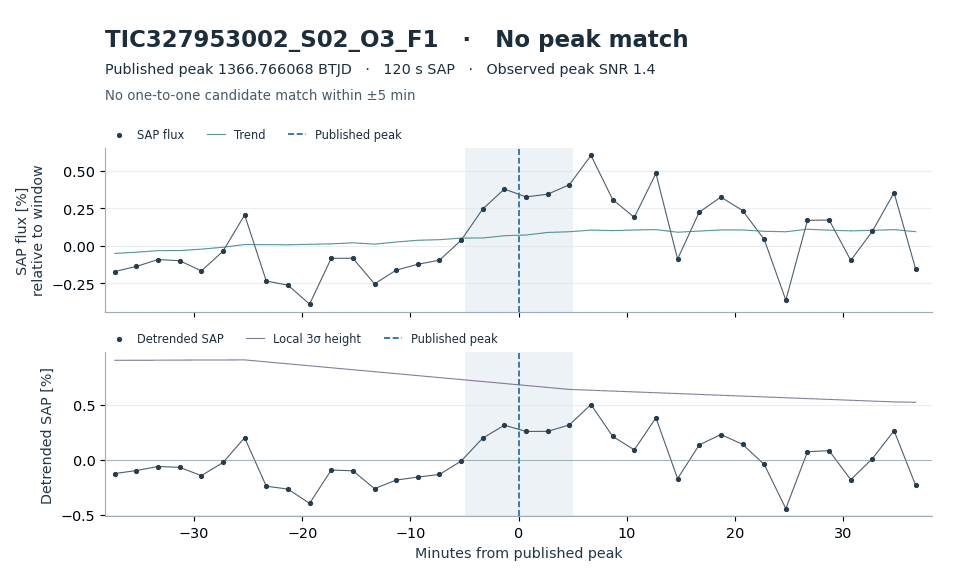 TIC327953002_S02_O3_F1 · No peak match
Published peak 1366.766068 BTJD · 120 s SAP · Observed peak SNR 1.4
No one-to-one candidate match within ±5 min
SAP flux Trend Published peak
SAP flux [%]
relative to window
0.50
0.25
0.00
−0.25
Detrended SAP Local 3σ height Published peak
Detrended SAP [%]
0.5
0.0
−0.5
−30 −20 −10 0 10 20 30
Minutes from published peak